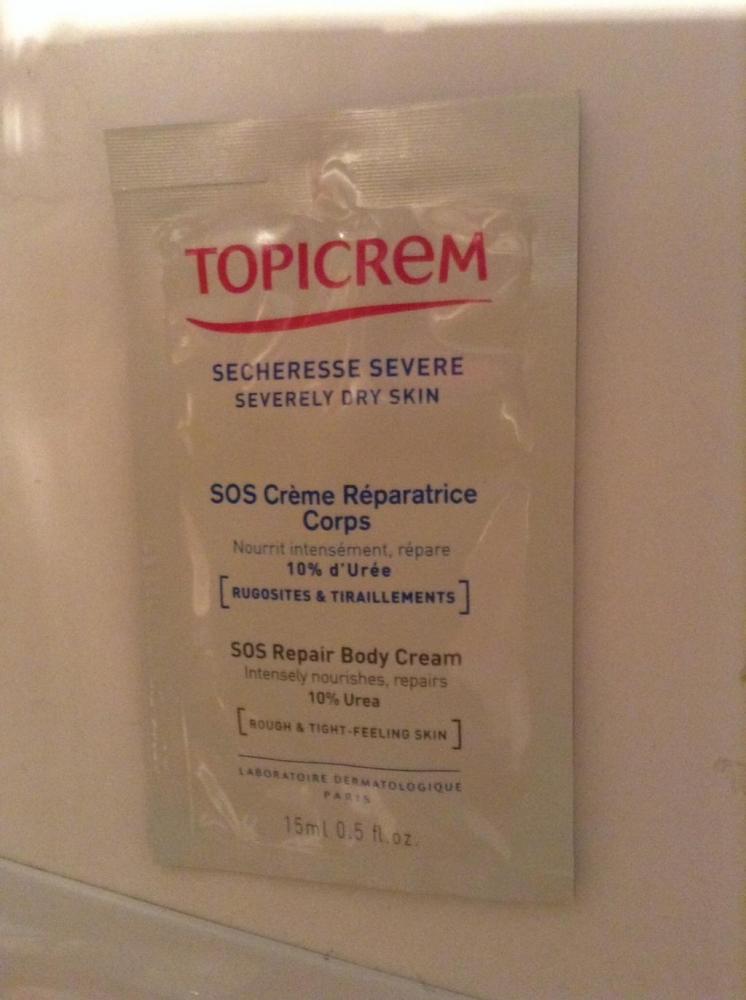 TOPICREM
SECHERESSE SEVERE
SEVERELY DRY SKIN
SOS Crème Réparatrice
Corps
Nourrit intensément, répare
10% d'Urée
[RUGOSITES & TIRAILLEMENTS]
SOS Repair Body Cream
Intensely nourishes, repairs
10% Urea
[ROUGH & TIGHT-FEELING SKIN]
LABORATOIRE DERMATOLOGIQUE
PARIS
15ml 0.5 fl.oz.